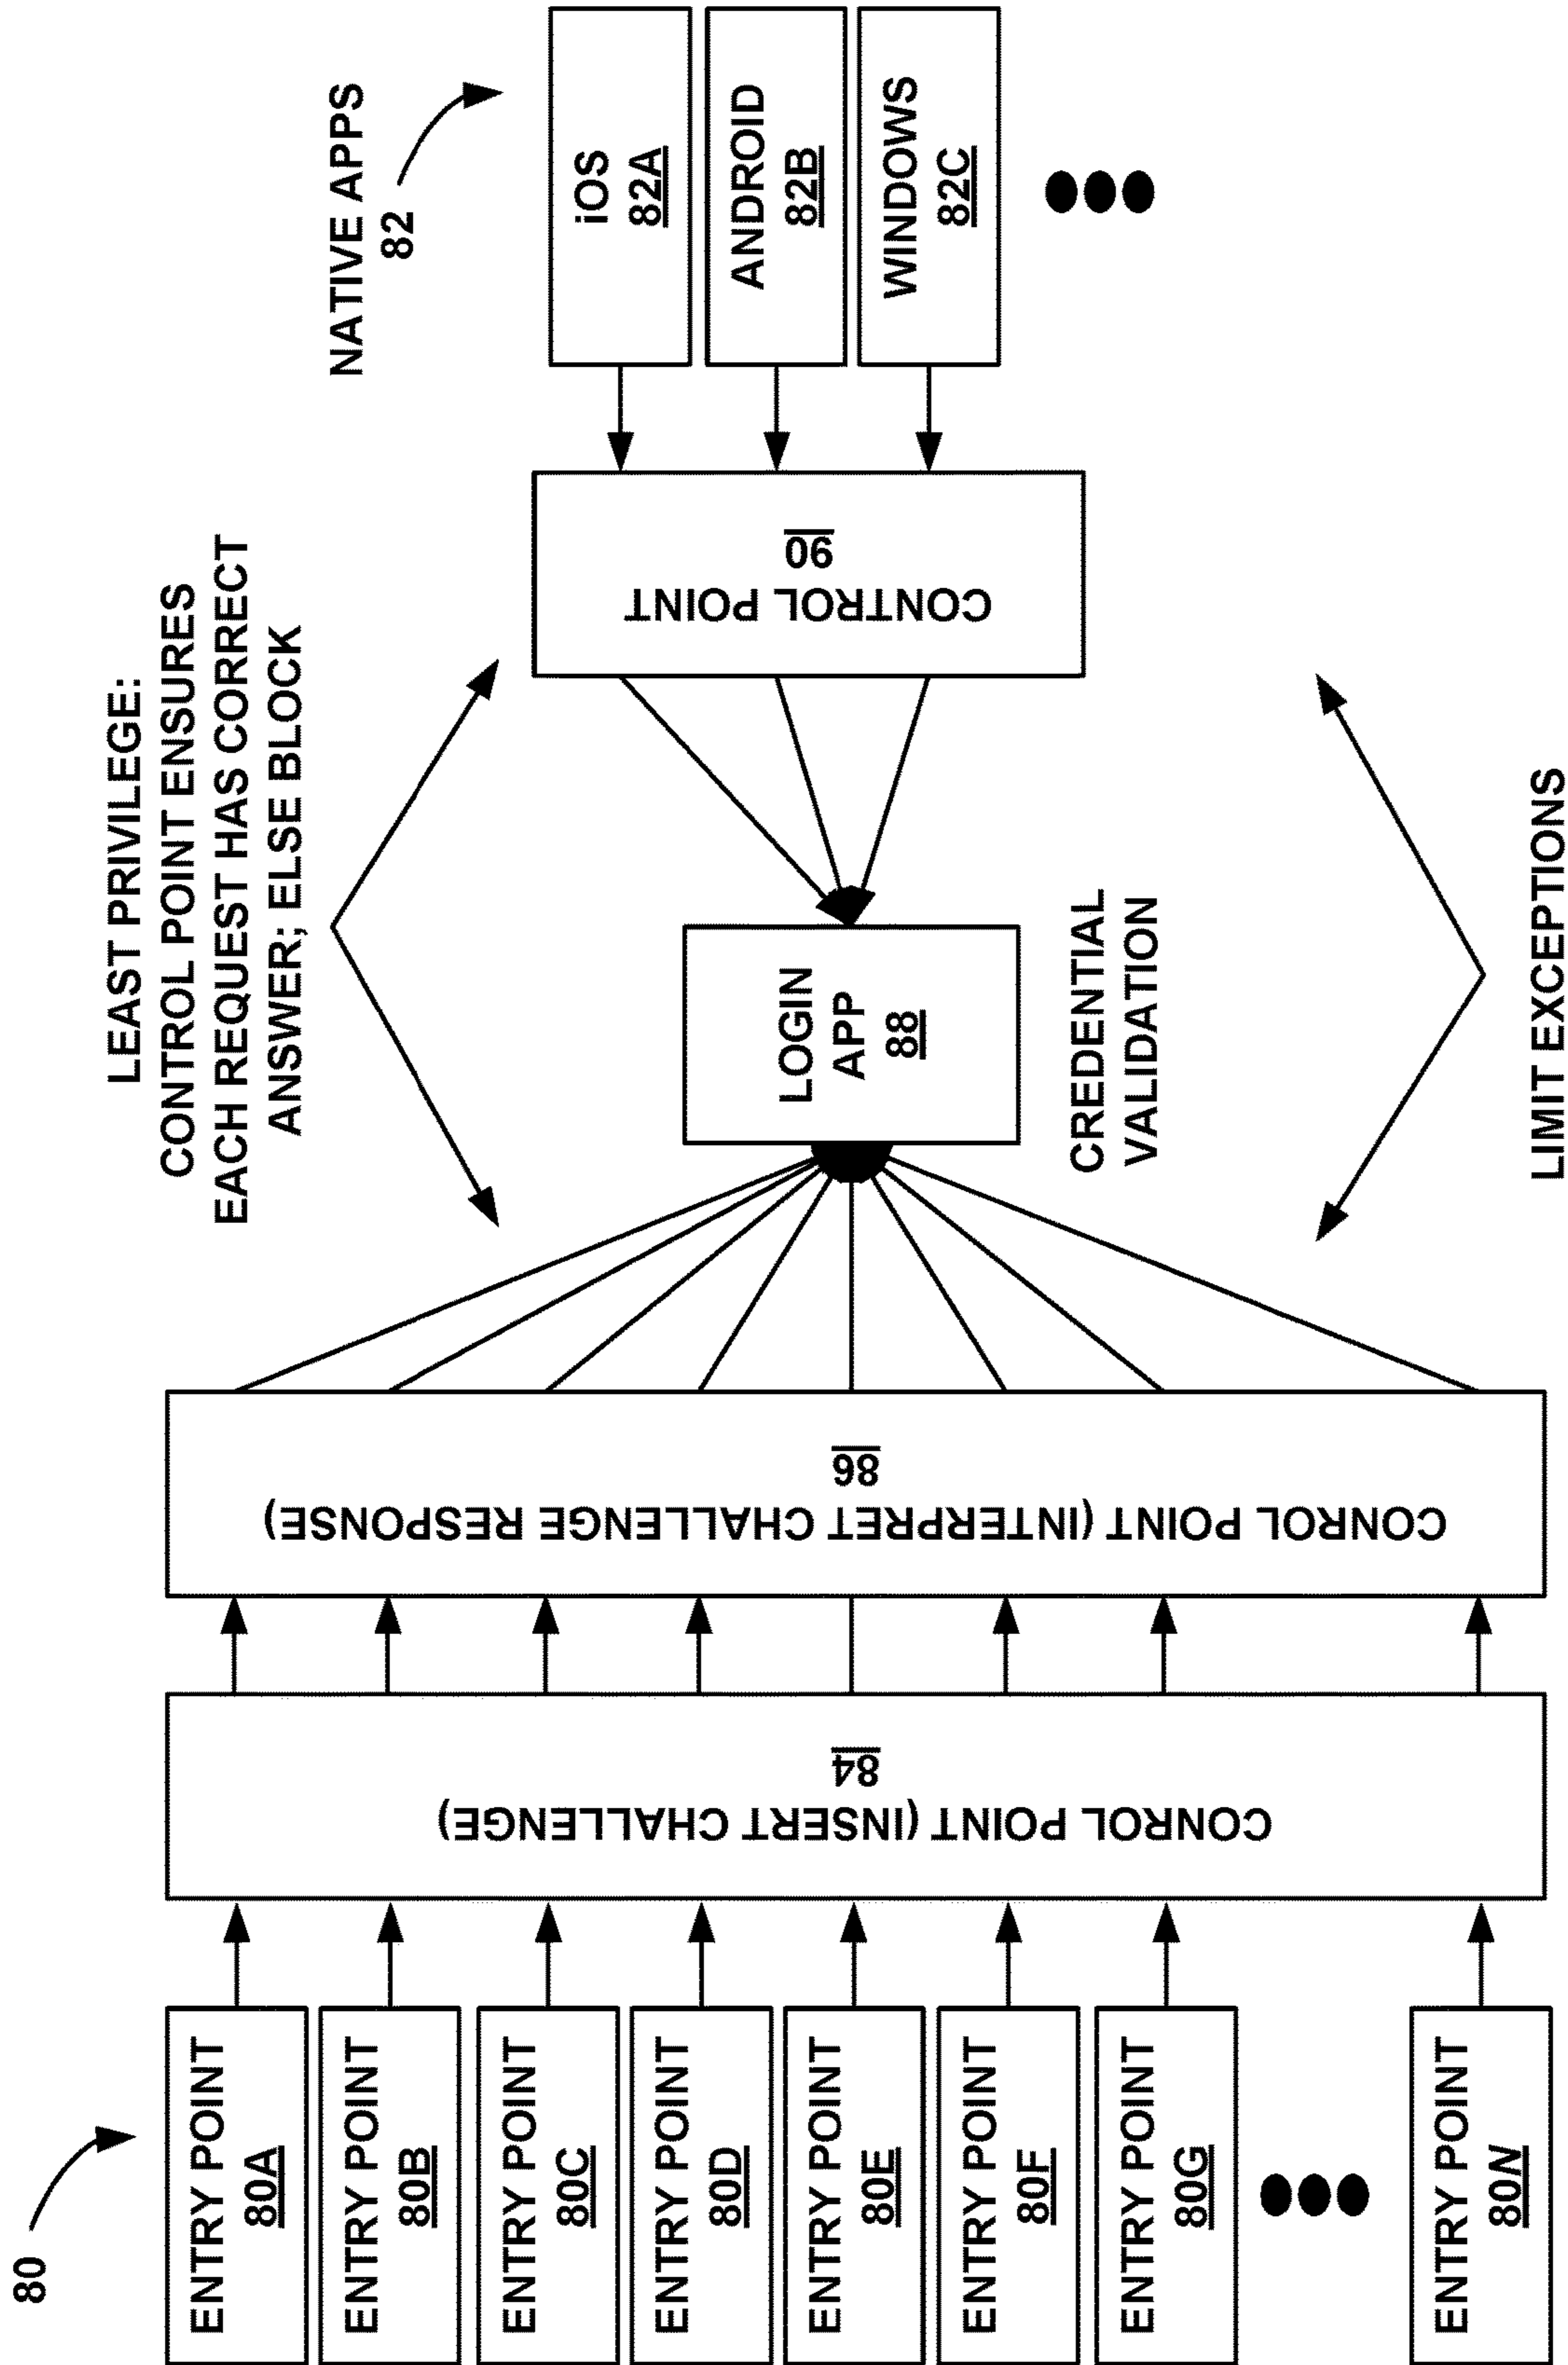 80
ENTRY POINT
80A
ENTRY POINT
80B
ENTRY POINT
80C
ENTRY POINT
80D
ENTRY POINT
80E
ENTRY POINT
80F
ENTRY POINT
80G
ENTRY POINT
80N
CONROL POINT (INSERT CHALLENGE)
84
CONROL POINT (INTERPRET CHALLENGE RESPONSE)
86
LEAST PRIVILEGE:
CONTROL POINT ENSURES
EACH REQUEST HAS CORRECT
ANSWER; ELSE BLOCK
LOGIN
APP
88
CREDENTIAL
VALIDATION
LIMIT EXCEPTIONS
CONTROL POINT
90
NATIVE APPS
82
iOS
82A
ANDROID
82B
WINDOWS
82C